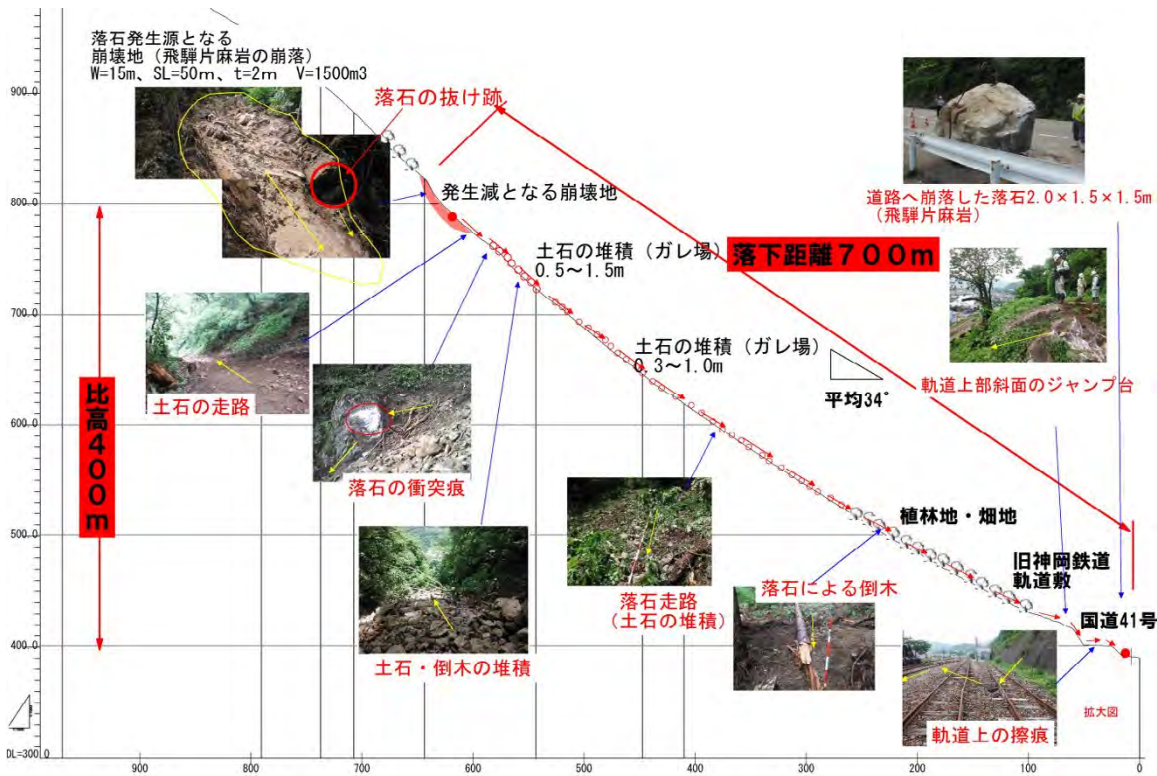 落石発生源となる
崩壊地（飛騨片麻岩の崩落）
W=15m、SL=50m、t=2m　V=1500m3
落石の抜け跡
発生減となる崩壊地
道路へ崩落した落石2.0×1.5×1.5m
（飛騨片麻岩）
土石の堆積（ガレ場）
0.5～1.5m
落下距離７００m
土石の堆積（ガレ場）
0.3～1.0m
平均34°
軌道上部斜面のジャンプ台
土石の走路
比高４００m
落石の衝突痕
植林地・畑地
旧神岡鉄道
軌道敷
国道41号
落石による倒木
落石走路
（土石の堆積）
土石・倒木の堆積
軌道上の擦痕
拡大図
900.0
800.0
700.0
600.0
500.0
400.0
DL=300.0
900
800
700
600
500
400
300
200
100
0